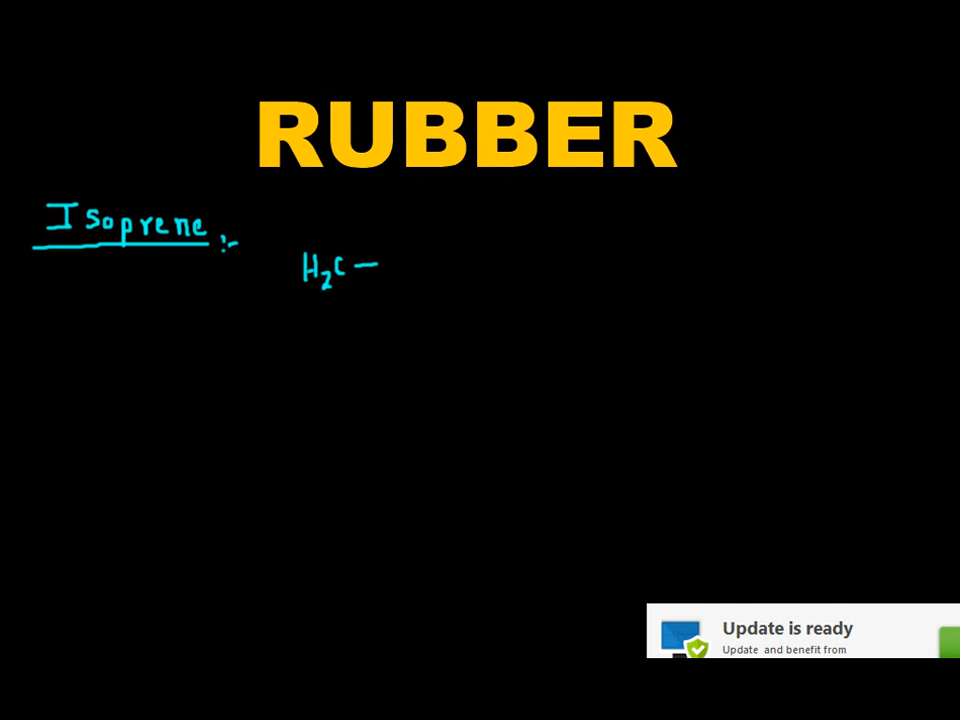 RUBBER
Isoprene :-
H₂C —
Update is ready
Update and benefit from